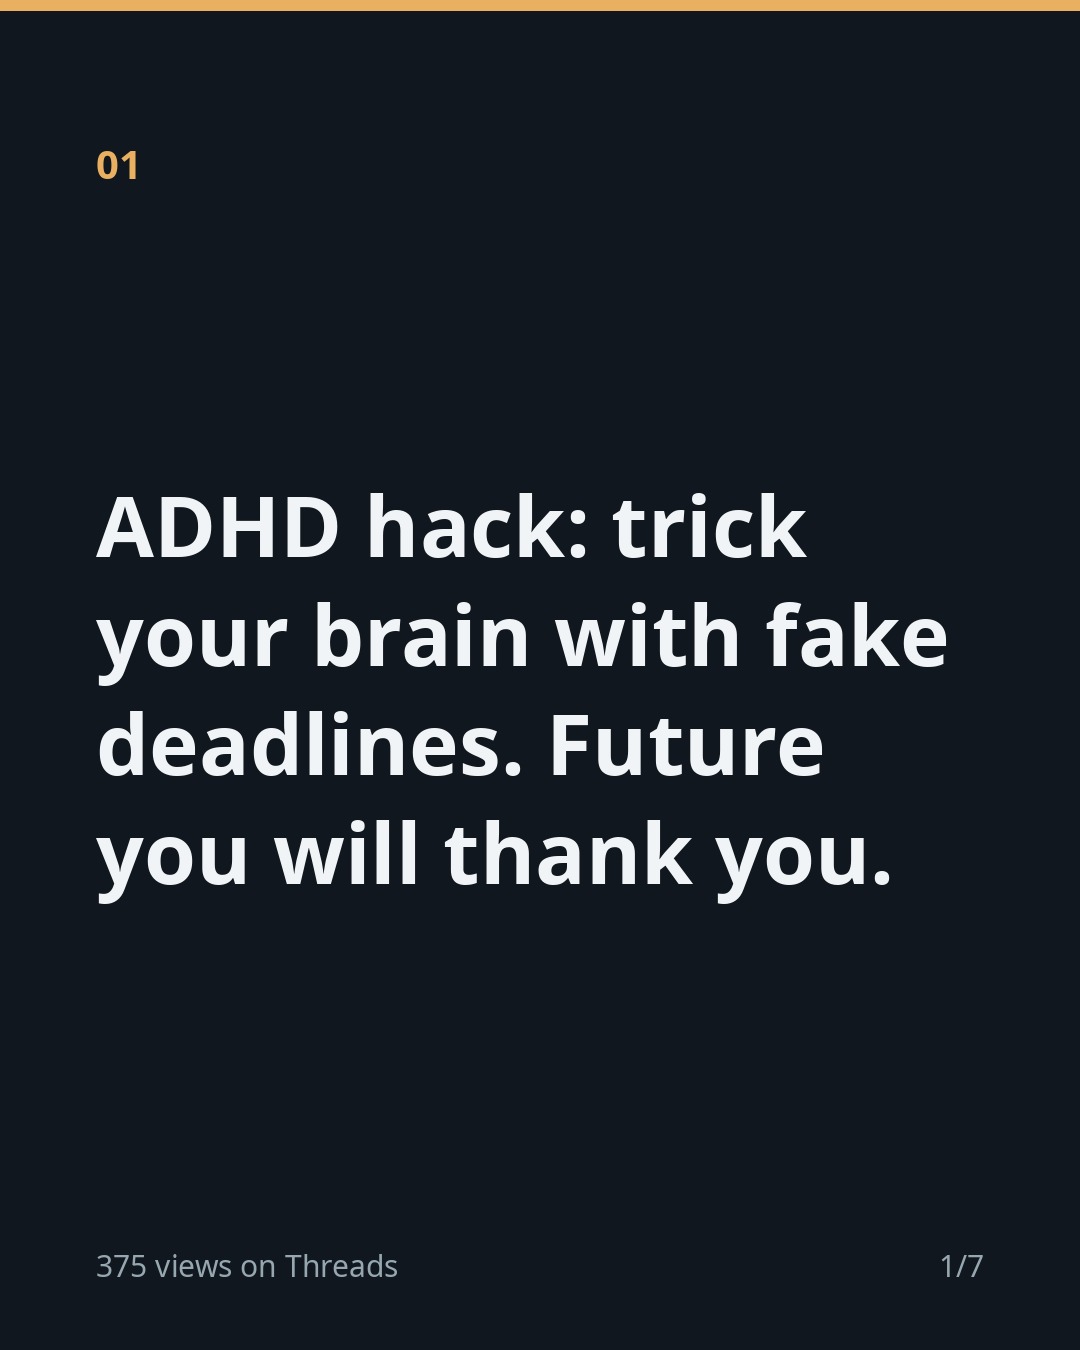 01
ADHD hack: trick
your brain with fake
deadlines. Future
you will thank you.
375 views on Threads
1/7